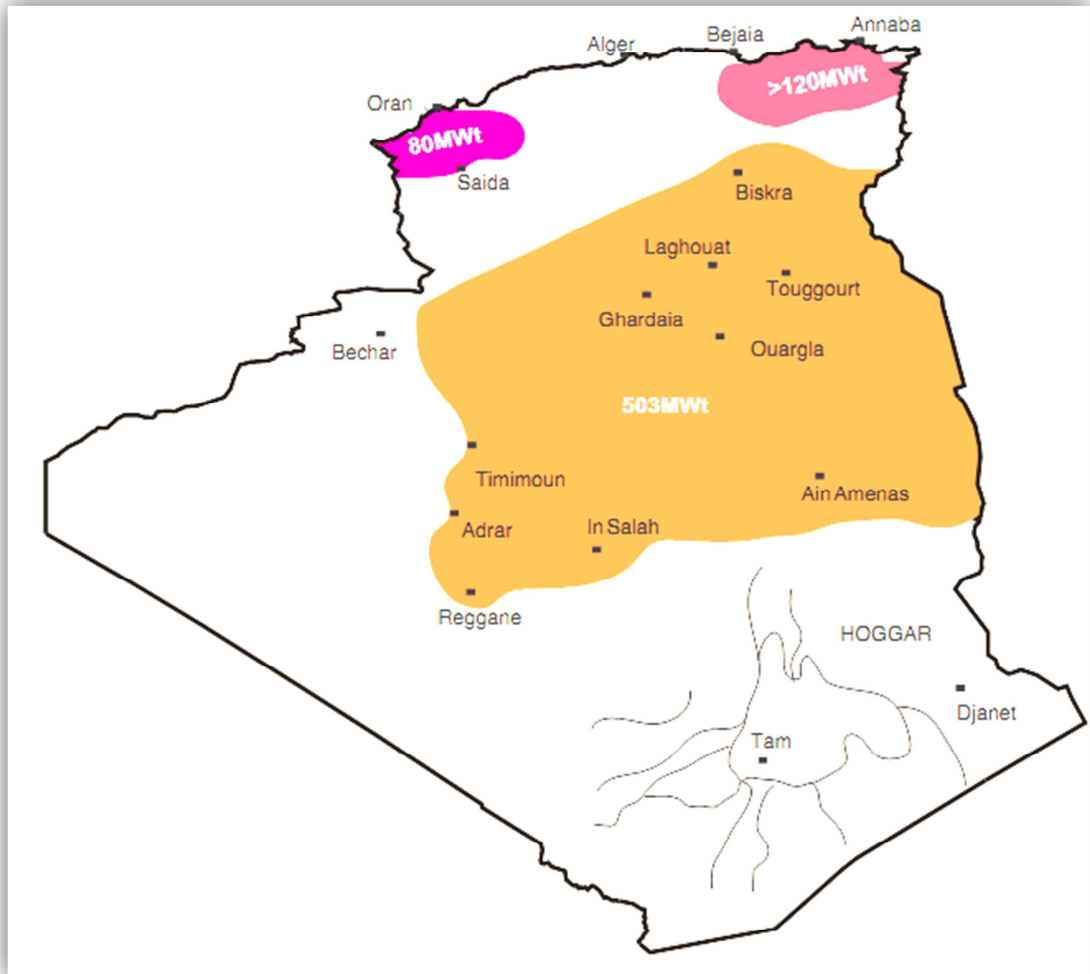 Annaba
Bejaia
Alger
>120MWt
Oran
80MWt
Saida
Biskra
Laghouat
Touggourt
Ghardaia
Ouargla
Bechar
503MWt
Timimoun
Ain Amenas
Adrar
In Salah
Reggane
HOGGAR
Djanet
Tam